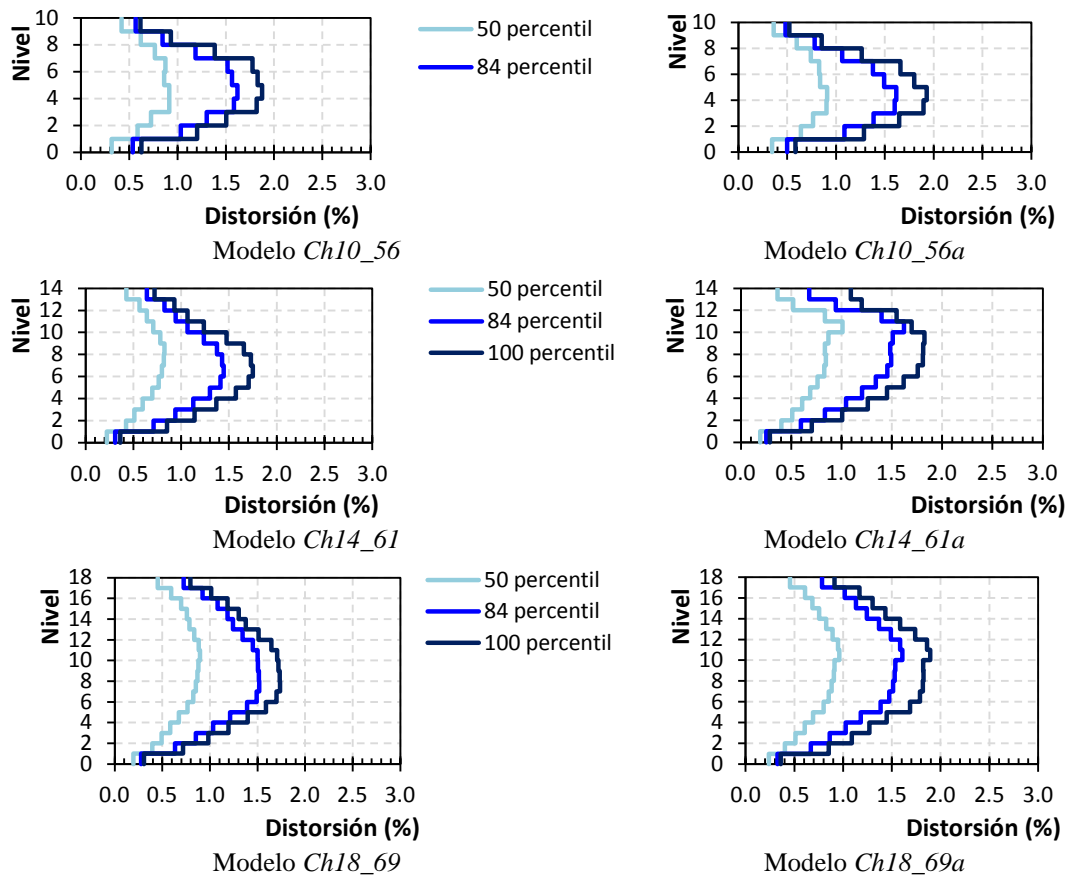 Nivel
10
8
6
4
2
0
0.0 0.5 1.0 1.5 2.0 2.5 3.0
Distorsión (%)
Modelo Ch10_56
50 percentil
84 percentil
Nivel
10
8
6
4
2
0
0.0 0.5 1.0 1.5 2.0 2.5 3.0
Distorsión (%)
Modelo Ch10_56a
Nivel
14
12
10
8
6
4
2
0
0.0 0.5 1.0 1.5 2.0 2.5 3.0
Distorsión (%)
Modelo Ch14_61
50 percentil
84 percentil
100 percentil
Nivel
14
12
10
8
6
4
2
0
0.0 0.5 1.0 1.5 2.0 2.5 3.0
Distorsión (%)
Modelo Ch14_61a
Nivel
18
16
14
12
10
8
6
4
2
0
0.0 0.5 1.0 1.5 2.0 2.5 3.0
Distorsión (%)
Modelo Ch18_69
50 percentil
84 percentil
100 percentil
Nivel
18
16
14
12
10
8
6
4
2
0
0.0 0.5 1.0 1.5 2.0 2.5 3.0
Distorsión (%)
Modelo Ch18_69a